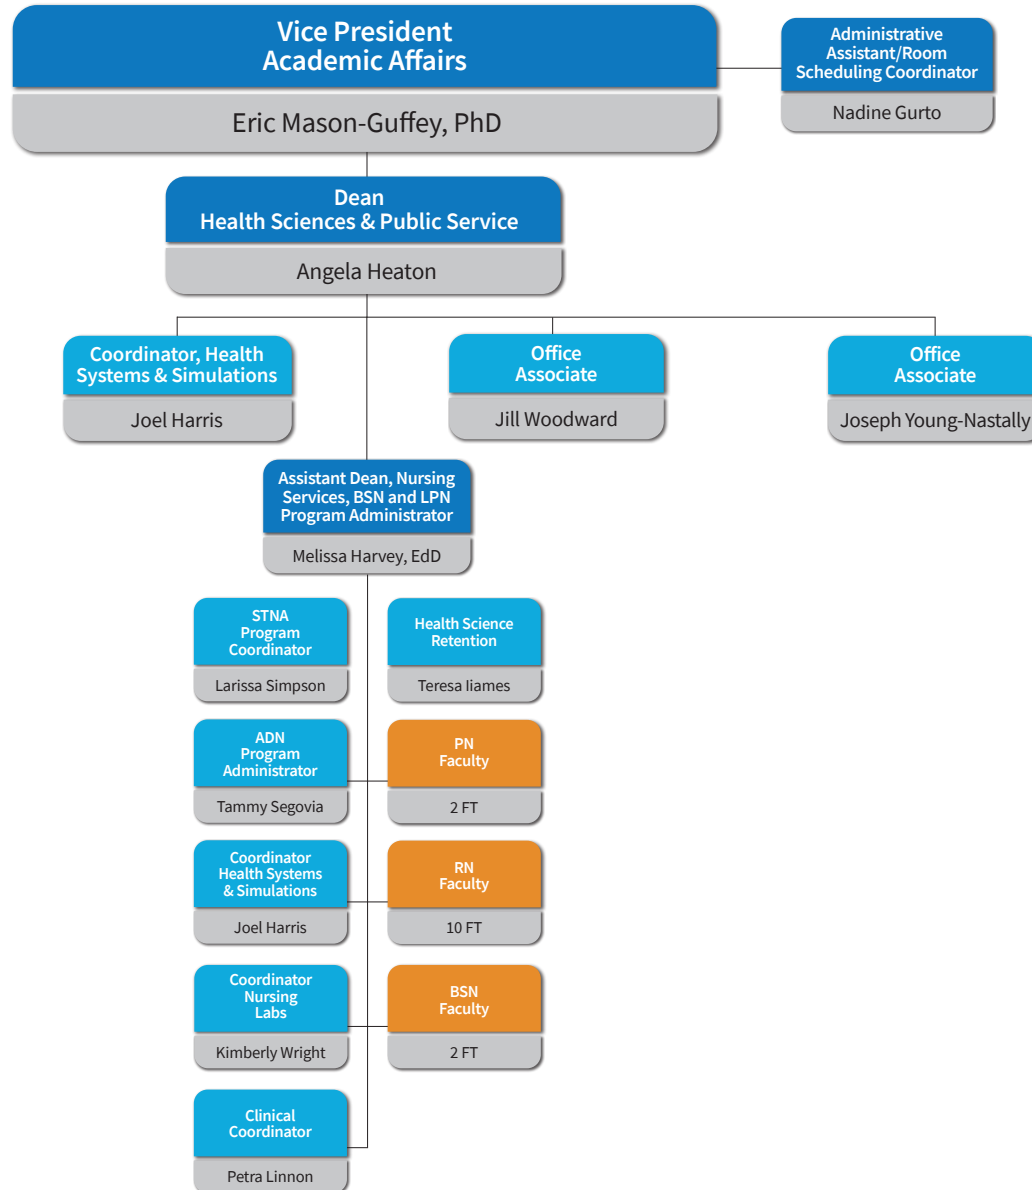 Vice President
Academic Affairs
Eric Mason-Guffey, PhD
Administrative
Assistant/Room
Scheduling Coordinator
Nadine Gurto
Dean
Health Sciences & Public Service
Angela Heaton
Coordinator, Health
Systems & Simulations
Joel Harris
Office
Associate
Jill Woodward
Office
Associate
Joseph Young-Nastally
Assistant Dean, Nursing
Services, BSN and LPN
Program Administrator
Melissa Harvey, EdD
STNA
Program
Coordinator
Larissa Simpson
Health Science
Retention
Teresa Iiames
ADN
Program
Administrator
Tammy Segovia
PN
Faculty
2 FT
Coordinator
Health Systems
& Simulations
Joel Harris
RN
Faculty
10 FT
Coordinator
Nursing
Labs
Kimberly Wright
BSN
Faculty
2 FT
Clinical
Coordinator
Petra Linnon